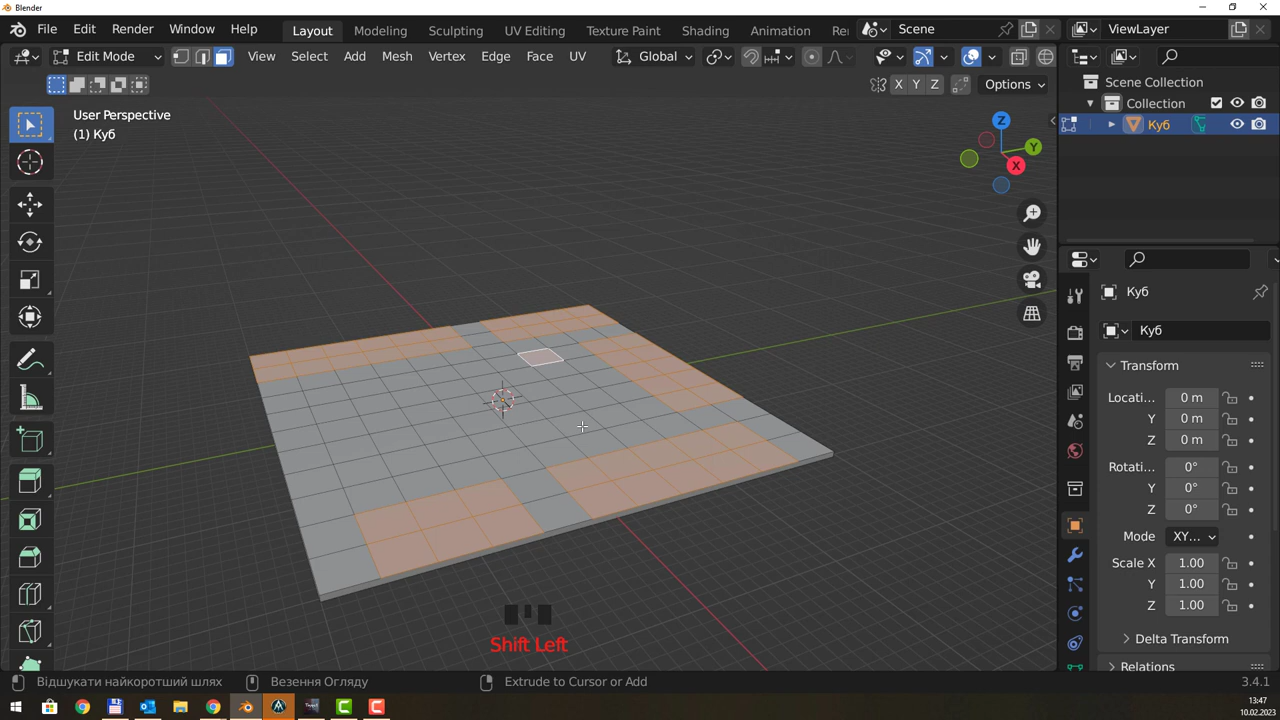 Blender
File Edit Render Window Help Layout Modeling Sculpting UV Editing Texture Paint Shading Animation Re Scene ViewLayer
Edit Mode View Select Add Mesh Vertex Edge Face UV Global
X Y Z Options
User Perspective
(1) Куб
Z
Y
X
Scene Collection
Collection
Куб
Куб
Куб
Transform
Locati... 0 m
Y 0 m
Z 0 m
Rotati... 0°
Y 0°
Z 0°
Mode XY...
Scale X 1.00
Y 1.00
Z 1.00
Delta Transform
Relations
Shift Left
Відшукати найкоротший шлях Везення Огляду Extrude to Cursor or Add 3.4.1
13:47
10.02.2023